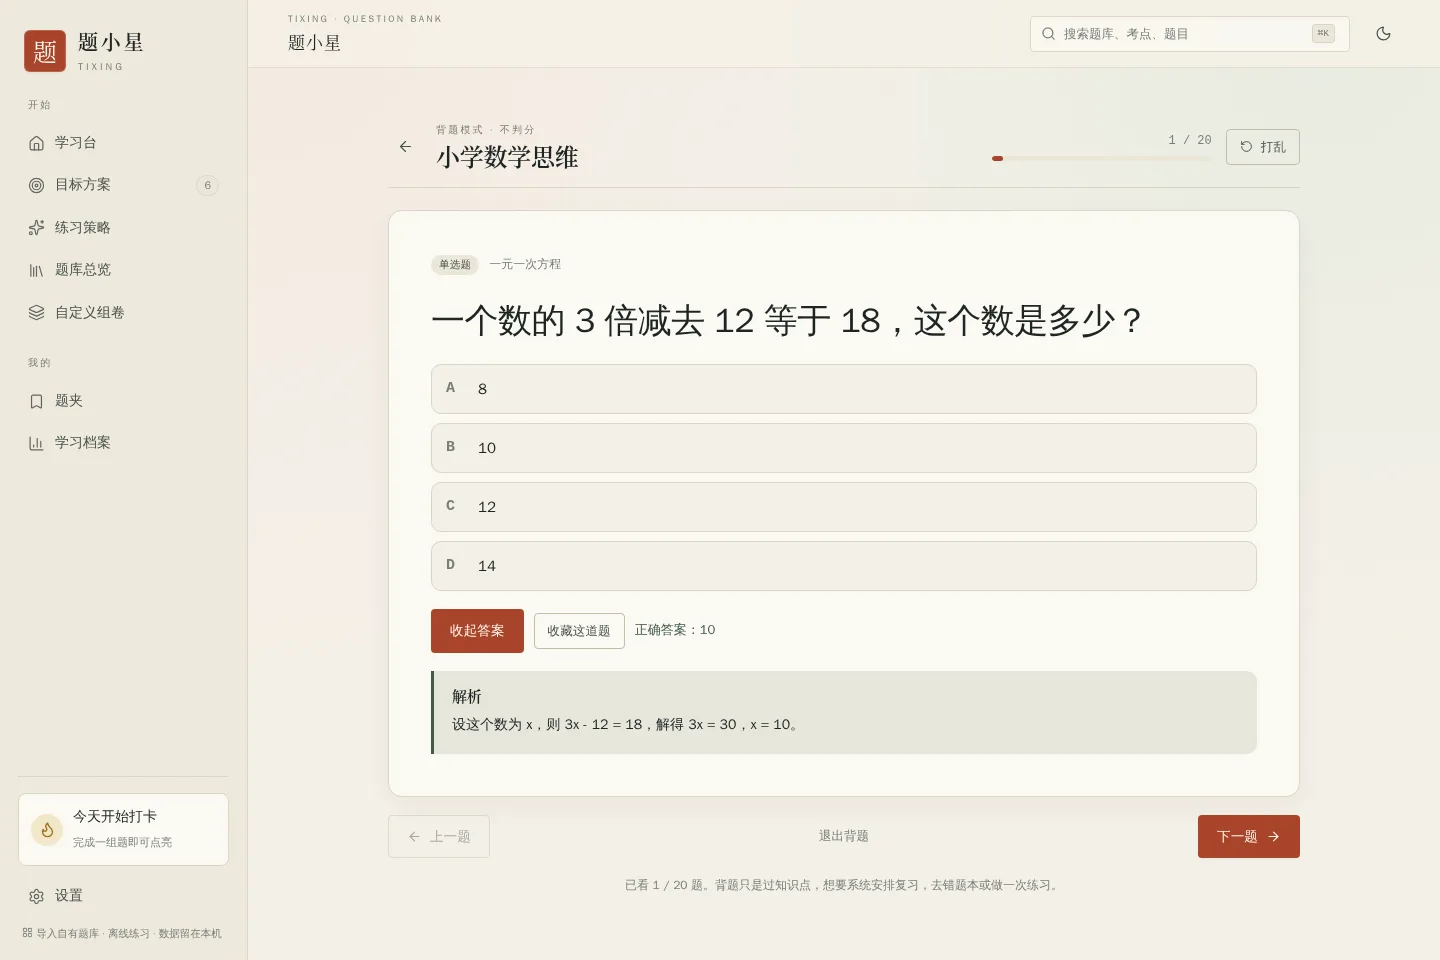 题
题小星
TIXING
开始
学习台
目标方案 6
练习策略
题库总览
自定义组卷
我的
题夹
学习档案
今天开始打卡
完成一组题即可点亮
设置
导入自有题库 · 离线练习 · 数据留在本机
TIXING · QUESTION BANK
题小星
搜索题库、考点、题目 ⌘K
背题模式 · 不判分
小学数学思维
1 / 20
打乱
单选题 一元一次方程
一个数的 3 倍减去 12 等于 18，这个数是多少？
A 8
B 10
C 12
D 14
收起答案 收藏这道题 正确答案：10
解析
设这个数为 x，则 3x - 12 = 18，解得 3x = 30，x = 10。
上一题 退出背题 下一题
已看 1 / 20 题。背题只是过知识点，想要系统安排复习，去错题本或做一次练习。